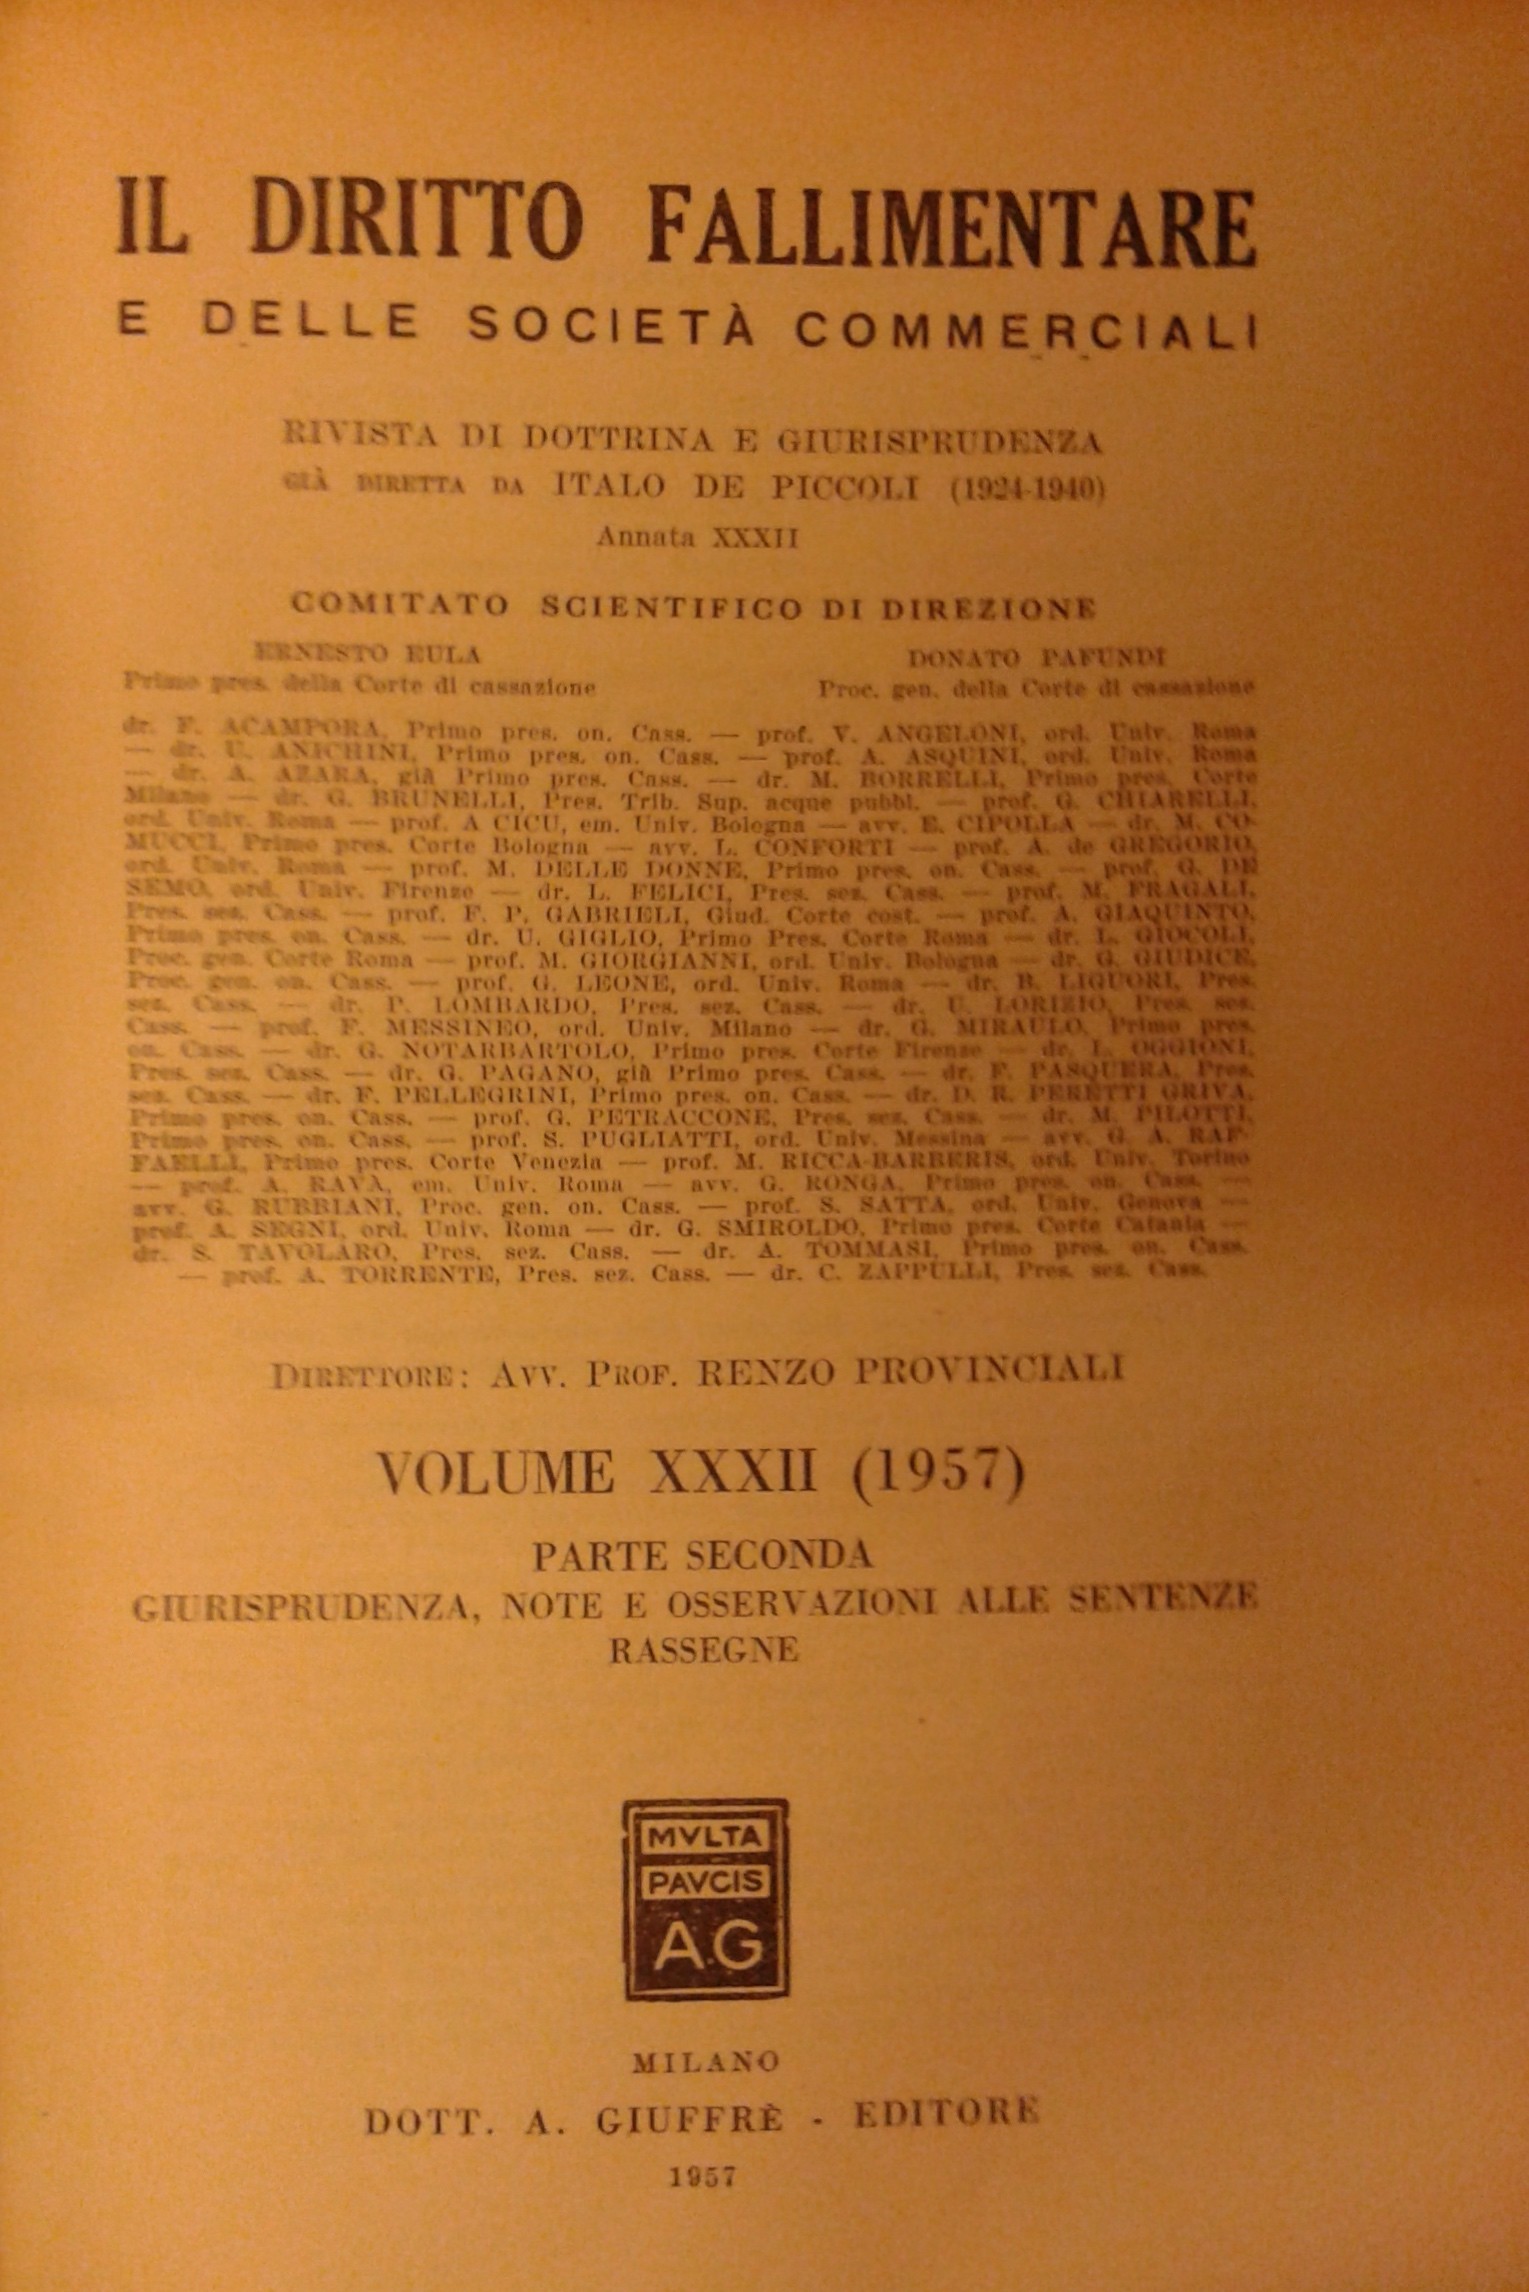 IL DIRITTO FALLIMENTARE
E DELLE SOCIETÀ COMMERCIALI
RIVISTA DI DOTTRINA E GIURISPRUDENZA
GIÀ DIRETTA DA ITALO DE PICCOLI (1924-1940)
Annata XXXII
COMITATO SCIENTIFICO DI DIREZIONE
ERNESTO EULA
Primo pres. della Corte di cassazione
DONATO PAFUNDI
Proc. gen. della Corte di cassazione
dr. F. ACAMPORA, Primo pres. on. Cass. — prof. V. ANGELONI, ord. Univ. Roma
— dr. U. ANICHINI, Primo pres. on. Cass. — prof. A. ASQUINI, ord. Univ. Roma
— dr. A. AZARA, già Primo pres. Cass. — dr. M. BORRELLI, Primo pres. Corte
Milano — dr. G. BRUNELLI, Pres. Trib. Sup. acque pubbl. — prof. G. CHIARELLI,
ord. Univ. Roma — prof. A CICU, em. Univ. Bologna — avv. E. CIPOLLA — dr. M. CO-
MUCCI, Primo pres. Corte Bologna — avv. L. CONFORTI — prof. A. de GREGORIO,
ord. Univ. Roma — prof. M. DELLE DONNE, Primo pres. on. Cass. — prof. G. DE
SEMO, ord. Univ. Firenze — dr. L. FELICI, Pres. sez. Cass. — prof. M. FRAGALI,
Pres. sez. Cass. — prof. F. P. GABRIELI, Giud. Corte cost. — prof. A. GIAQUINTO,
Primo pres. on. Cass. — dr. U. GIGLIO, Primo Pres. Corte Roma — dr. L. GIOCOLI,
Proc. gen. Corte Roma — prof. M. GIORGIANNI, ord. Univ. Bologna — dr. G. GIUDICE,
Proc. gen. on. Cass. — prof. G. LEONE, ord. Univ. Roma — dr. B. LIGUORI, Pres.
sez. Cass. — dr. P. LOMBARDO, Pres. sez. Cass. — dr. U. LORIZIO, Pres. sez.
Cass. — prof. F. MESSINEO, ord. Univ. Milano — dr. G. MIRAULO, Primo pres.
on. Cass. — dr. G. NOTARBARTOLO, Primo pres. Corte Firenze — dr. L. OGGIONI,
Pres. sez. Cass. — dr. G. PAGANO, già Primo pres. Cass. — dr. F. PASQUERA, Pres.
sez. Cass. — dr. F. PELLEGRINI, Primo pres. on. Cass. — dr. D. R. PERETTI GRIVA,
Primo pres. on. Cass. — prof. G. PETRACCONE, Pres. sez. Cass. — dr. M. PILOTTI,
Primo pres. on. Cass. — prof. S. PUGLIATTI, ord. Univ. Messina — avv. G. A. RAF-
FAELLI, Primo pres. Corte Venezia — prof. M. RICCA-BARBERIS, ord. Univ. Torino
— prof. A. RAVÀ, em. Univ. Roma — avv. G. RONGA, Primo pres. on. Cass. —
avv. G. RUBBIANI, Proc. gen. on. Cass. — prof. S. SATTA, ord. Univ. Genova —
prof. A. SEGNI, ord. Univ. Roma — dr. G. SMIROLDO, Primo pres. Corte Catania —
dr. S. TAVOLARO, Pres. sez. Cass. — dr. A. TOMMASI, Primo pres. on. Cass.
— prof. A. TORRENTE, Pres. sez. Cass. — dr. C. ZAPPULLI, Pres. sez. Cass.
DIRETTORE: AVV. PROF. RENZO PROVINCIALI
VOLUME XXXII (1957)
PARTE SECONDA
GIURISPRUDENZA, NOTE E OSSERVAZIONI ALLE SENTENZE
RASSEGNE
MVLTA
PAVCIS
A.G
MILANO
DOTT. A. GIUFFRÈ - EDITORE
1957